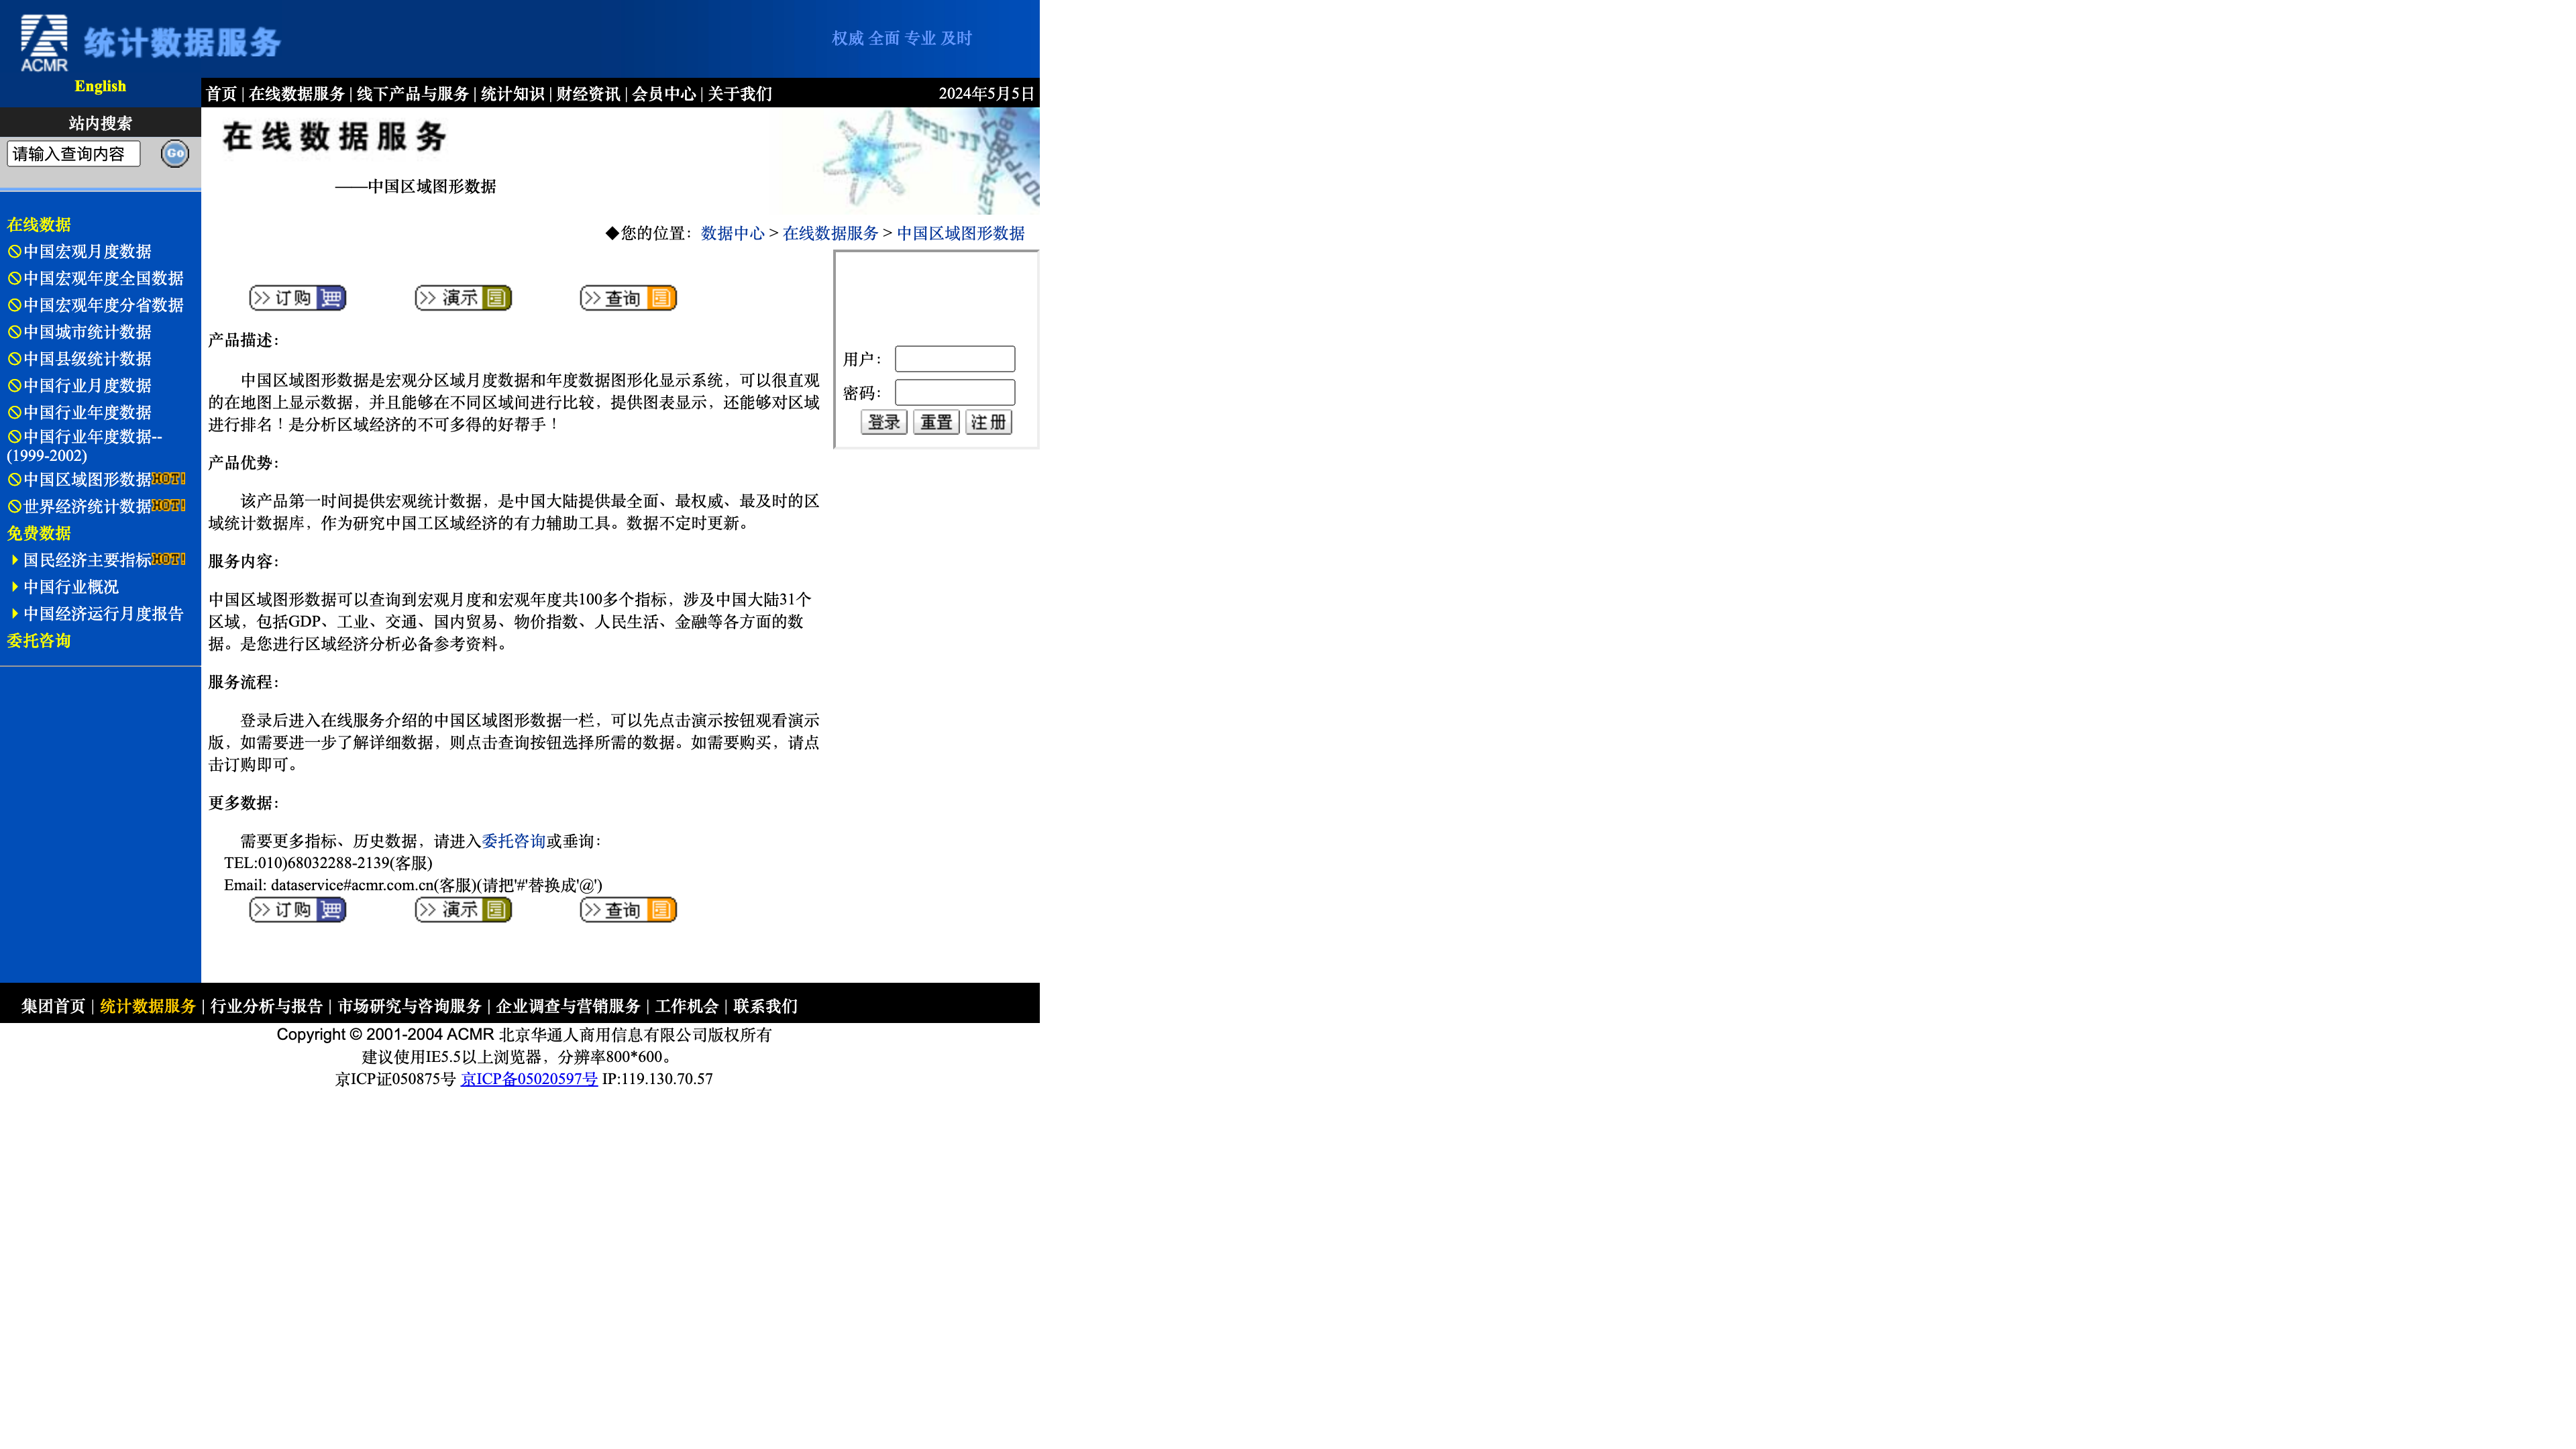 ACMR
统计数据服务
权威 全面 专业 及时
English
首页 | 在线数据服务 | 线下产品与服务 | 统计知识 | 财经资讯 | 会员中心 | 关于我们
2024年5月5日
站内搜索
请输入查询内容
Go
在线数据服务
——中国区域图形数据
◆您的位置：数据中心 > 在线数据服务 > 中国区域图形数据
在线数据
中国宏观月度数据
中国宏观年度全国数据
中国宏观年度分省数据
中国城市统计数据
中国县级统计数据
中国行业月度数据
中国行业年度数据
中国行业年度数据--
(1999-2002)
中国区域图形数据HOT!
世界经济统计数据HOT!
免费数据
国民经济主要指标HOT!
中国行业概况
中国经济运行月度报告
委托咨询
>> 订购
>> 演示
>> 查询
产品描述：
中国区域图形数据是宏观分区域月度数据和年度数据图形化显示系统，可以很直观
的在地图上显示数据，并且能够在不同区域间进行比较，提供图表显示，还能够对区域
进行排名！是分析区域经济的不可多得的好帮手！
产品优势：
该产品第一时间提供宏观统计数据，是中国大陆提供最全面、最权威、最及时的区
域统计数据库，作为研究中国工区域经济的有力辅助工具。数据不定时更新。
服务内容：
中国区域图形数据可以查询到宏观月度和宏观年度共100多个指标，涉及中国大陆31个
区域，包括GDP、工业、交通、国内贸易、物价指数、人民生活、金融等各方面的数
据。是您进行区域经济分析必备参考资料。
服务流程：
登录后进入在线服务介绍的中国区域图形数据一栏，可以先点击演示按钮观看演示
版，如需要进一步了解详细数据，则点击查询按钮选择所需的数据。如需要购买，请点
击订购即可。
更多数据：
需要更多指标、历史数据，请进入委托咨询或垂询：
TEL:010)68032288-2139(客服)
Email: dataservice#acmr.com.cn(客服)(请把'#'替换成'@')
>> 订购
>> 演示
>> 查询
用户：
密码：
登录 重置 注册
集团首页 | 统计数据服务 | 行业分析与报告 | 市场研究与咨询服务 | 企业调查与营销服务 | 工作机会 | 联系我们
Copyright © 2001-2004 ACMR 北京华通人商用信息有限公司版权所有
建议使用IE5.5以上浏览器，分辨率800*600。
京ICP证050875号 京ICP备05020597号 IP:119.130.70.57